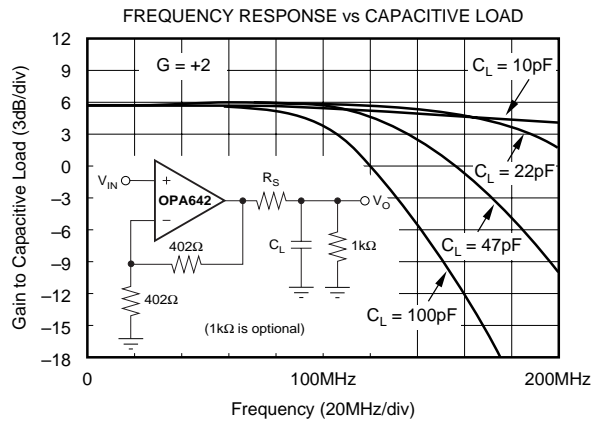 FREQUENCY RESPONSE vs CAPACITIVE LOAD
Gain to Capacitive Load (3dB/div)
12
9
6
3
0
–3
–6
–9
–12
–15
–18
G = +2
C_L = 10pF
C_L = 22pF
C_L = 47pF
C_L = 100pF
V_IN
+
–
OPA642
R_S
V_O
402Ω
C_L
1kΩ
402Ω
(1kΩ is optional)
0
100MHz
200MHz
Frequency (20MHz/div)